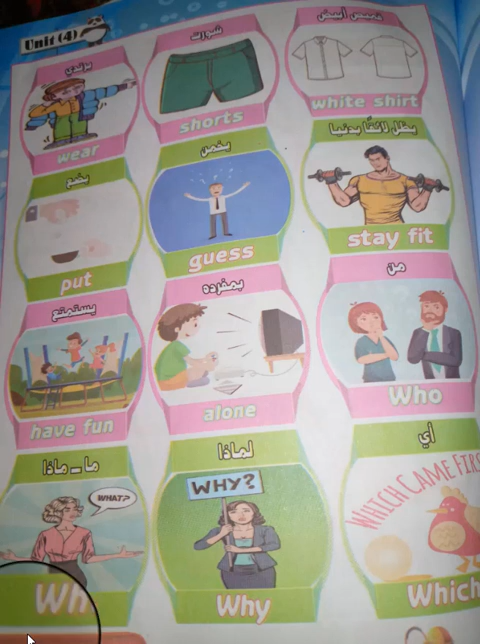 Unit (4)
يرتدي
شورت
قميص أبيض
wear
shorts
white shirt
يضع
يخمن
يظل لائقًا بدنيا
put
guess
stay fit
يستمتع
بمفرده
من
have fun
alone
Who
ما - ماذا
لماذا
أي
WHAT?
WHY?
WHICH CAME FIRS
Wh
Why
Which